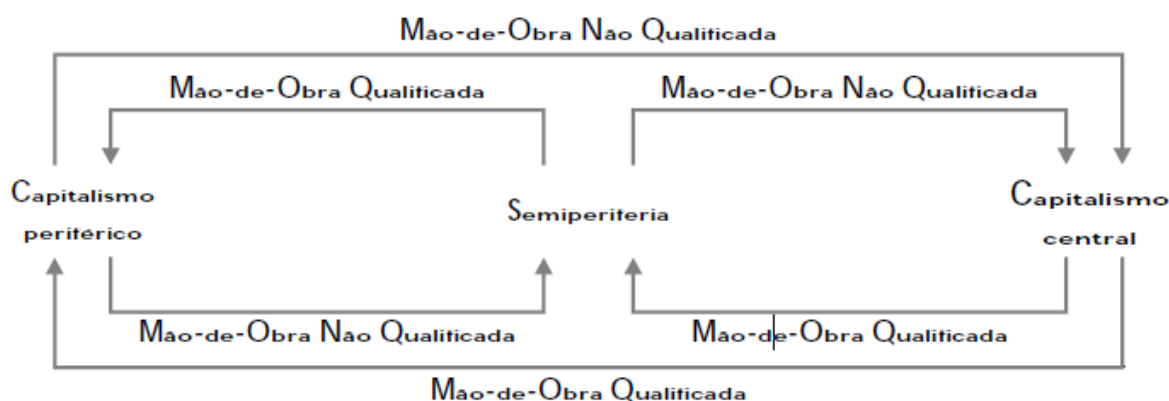 Mão-de-Obra Não Qualificada
Mão-de-Obra Qualificada
Mão-de-Obra Não Qualificada
Capitalismo
periférico
Semiperiferia
Capitalismo
central
Mão-de-Obra Não Qualificada
Mão-de-Obra Qualificada
Mão-de-Obra Qualificada